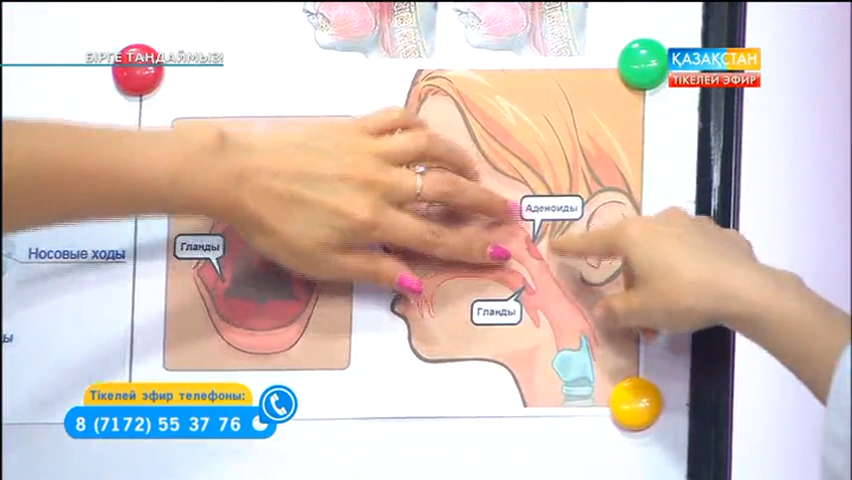 БІРГЕ ТАҢДАЙМЫЗ!
ҚАЗАҚСТАН
ТІКЕЛЕЙ ЭФИР
Аденоиды
Гланды
Носовые ходы
Гланды
Тікелей эфир телефоны:
8 (7172) 55 37 76